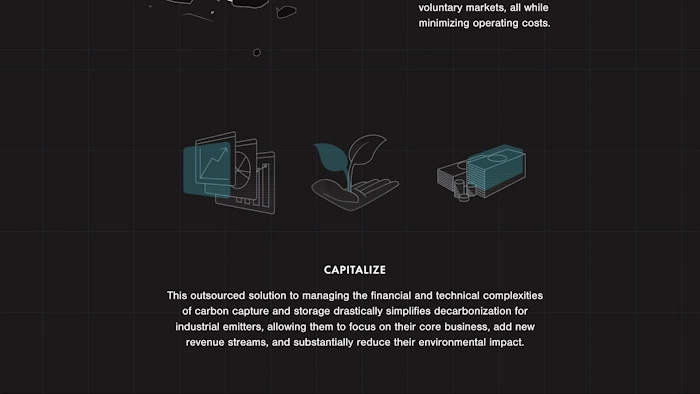 voluntary markets, all while
minimizing operating costs.
CAPITALIZE
This outsourced solution to managing the financial and technical complexities
of carbon capture and storage drastically simplifies decarbonization for
industrial emitters, allowing them to focus on their core business, add new
revenue streams, and substantially reduce their environmental impact.